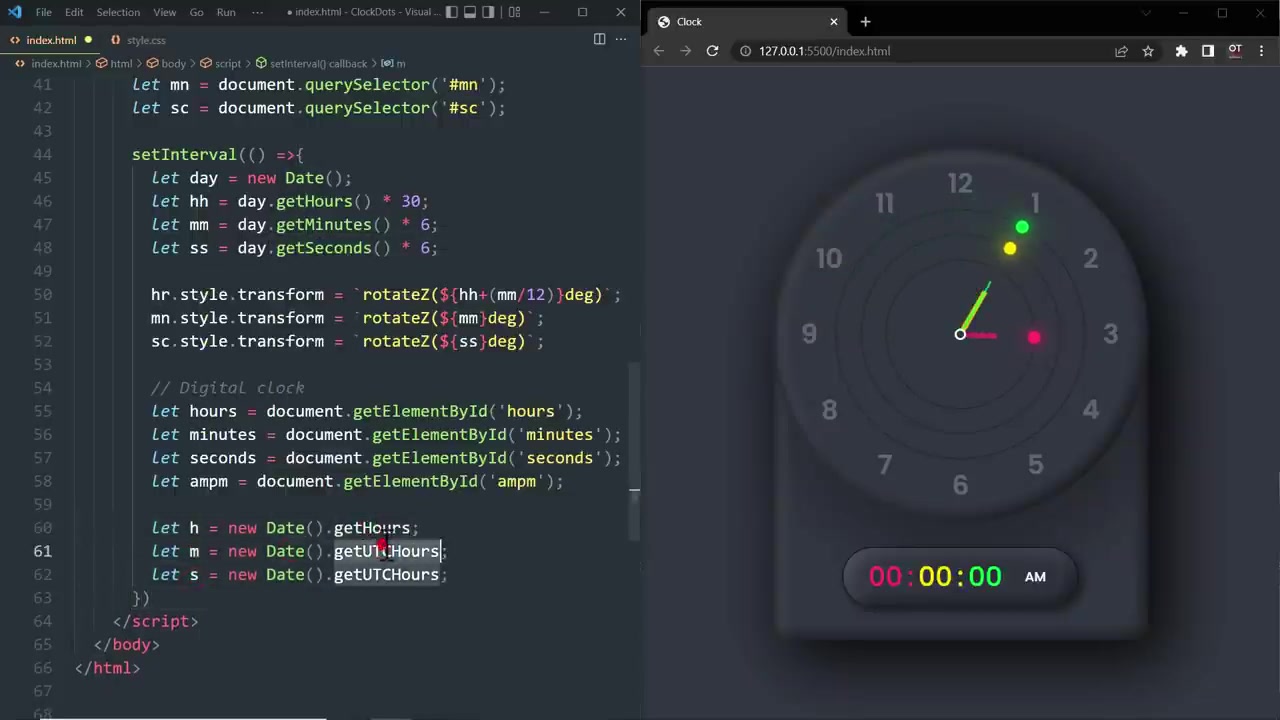 File Edit Selection View Go Run ··· ● index.html - ClockDots - Visual ...
index.html ● style.css
index.html > html > body > script > setInterval() callback > m
41 let mn = document.querySelector('#mn');
42 let sc = document.querySelector('#sc');
43
44 setInterval(() =>{
45 let day = new Date();
46 let hh = day.getHours() * 30;
47 let mm = day.getMinutes() * 6;
48 let ss = day.getSeconds() * 6;
49
50 hr.style.transform = `rotateZ(${hh+(mm/12)}deg)`;
51 mn.style.transform = `rotateZ(${mm}deg)`;
52 sc.style.transform = `rotateZ(${ss}deg)`;
53
54 // Digital clock
55 let hours = document.getElementById('hours');
56 let minutes = document.getElementById('minutes');
57 let seconds = document.getElementById('seconds');
58 let ampm = document.getElementById('ampm');
59
60 let h = new Date().getHours;
61 let m = new Date().getUTCHours;
62 let s = new Date().getUTCHours;
63 })
64 </script>
65 </body>
66 </html>
67
68
Clock
127.0.0.1:5500/index.html
OT
12
11 1
10 2
9 3
8 4
7 5
6
00:00:00 AM